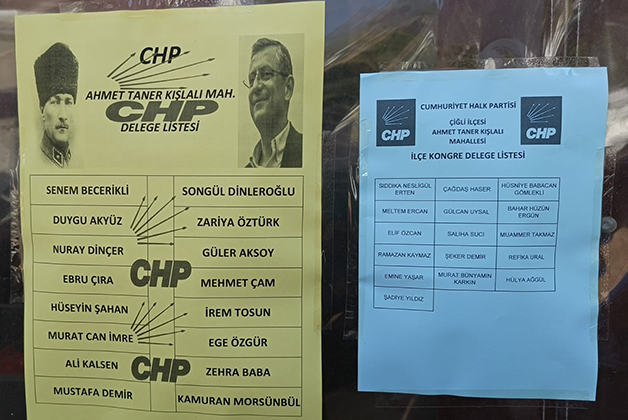 CHP
AHMET TANER KIŞLALI MAH.
CHP
DELEGE LİSTESİ
SENEM BECERİKLİ SONGÜL DİNLEROĞLU
DUYGU AKYÜZ ZARİYA ÖZTÜRK
NURAY DİNÇER GÜLER AKSOY
CHP
EBRU ÇIRA MEHMET ÇAM
HÜSEYİN ŞAHAN İREM TOSUN
MURAT CAN İMRE EGE ÖZGÜR
CHP
ALİ KALSEN ZEHRA BABA
MUSTAFA DEMİR KAMURAN MORSÜNBÜL
CUMHURİYET HALK PARTİSİ
CHP ÇİĞLİ İLÇESİ CHP
AHMET TANER KIŞLALI
MAHALLESİ
İLÇE KONGRE DELEGE LİSTESİ
SIDDIKA NESLİGÜL
ERTEN
ÇAĞDAŞ HASER
HÜSNİYE BABACAN
GÖMLEKLİ
MELTEM ERCAN
GÜLCAN UYSAL
BAHAR HÜZÜN
ERGÜN
ELİF ÖZCAN
SALİHA SUCI
MUAMMER TAKMAZ
RAMAZAN KAYMAZ
ŞEKER DEMİR
REFİKA URAL
EMİNE YAŞAR
MURAT BÜNYAMİN
KARKIN
HÜLYA AĞGÜL
ŞADİYE YILDIZ